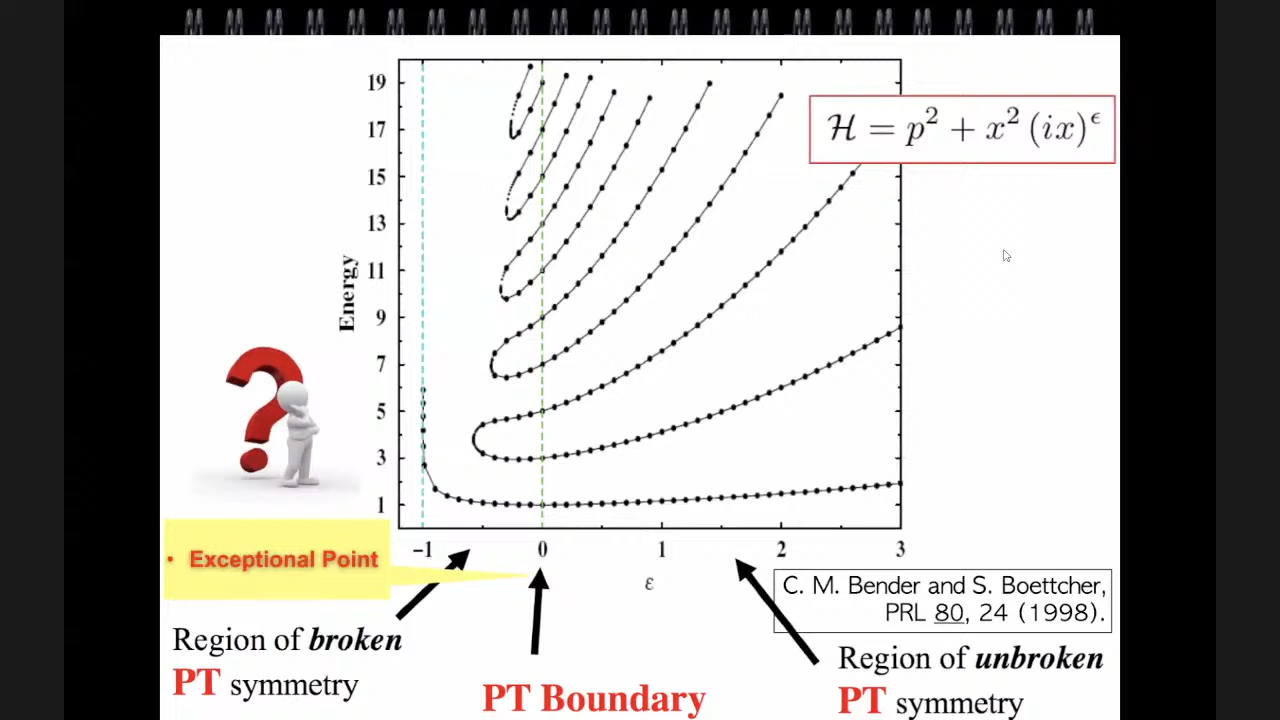 19
17
15
13
11
9
7
5
3
1
Energy
−1
0
1
2
3
ε
ℋ = p² + x² (ix)^ϵ
• Exceptional Point
Region of broken
PT symmetry
PT Boundary
C. M. Bender and S. Boettcher,
PRL 80, 24 (1998).
Region of unbroken
PT symmetry